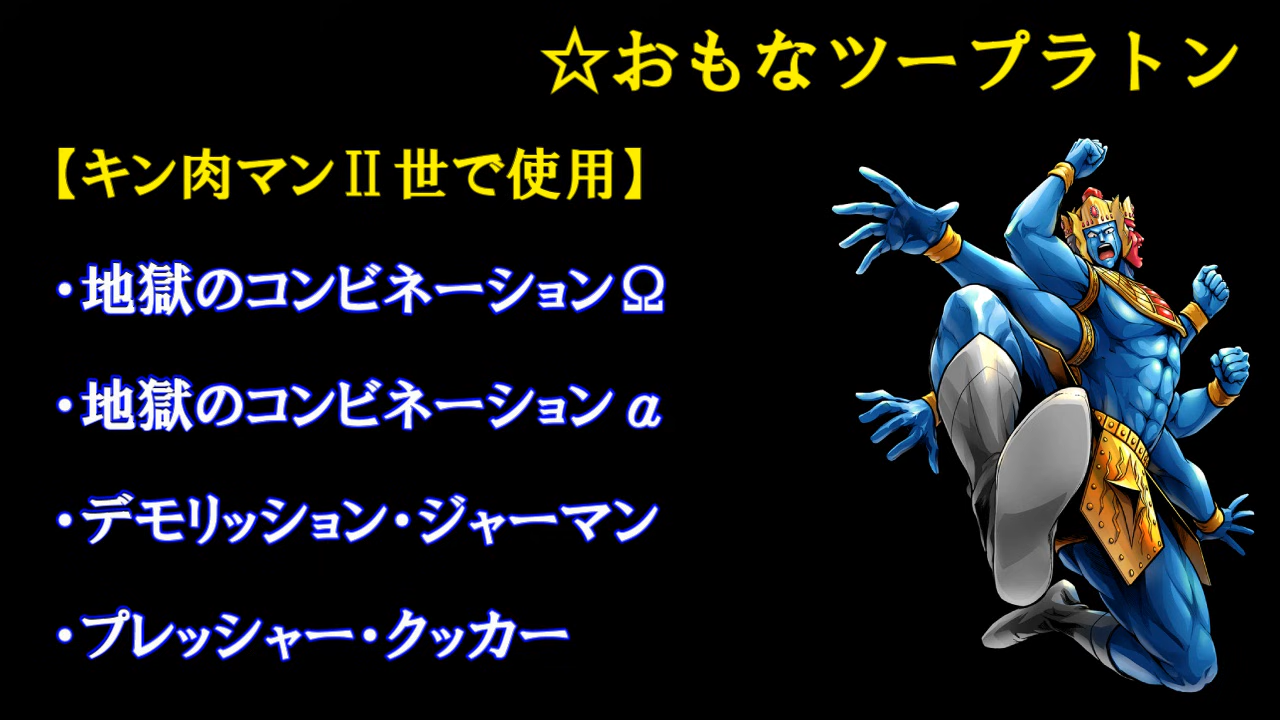 ☆おもなツープラトン
【キン肉マンⅡ世で使用】
・地獄のコンビネーションΩ
・地獄のコンビネーションα
・デモリッション・ジャーマン
・プレッシャー・クッカー